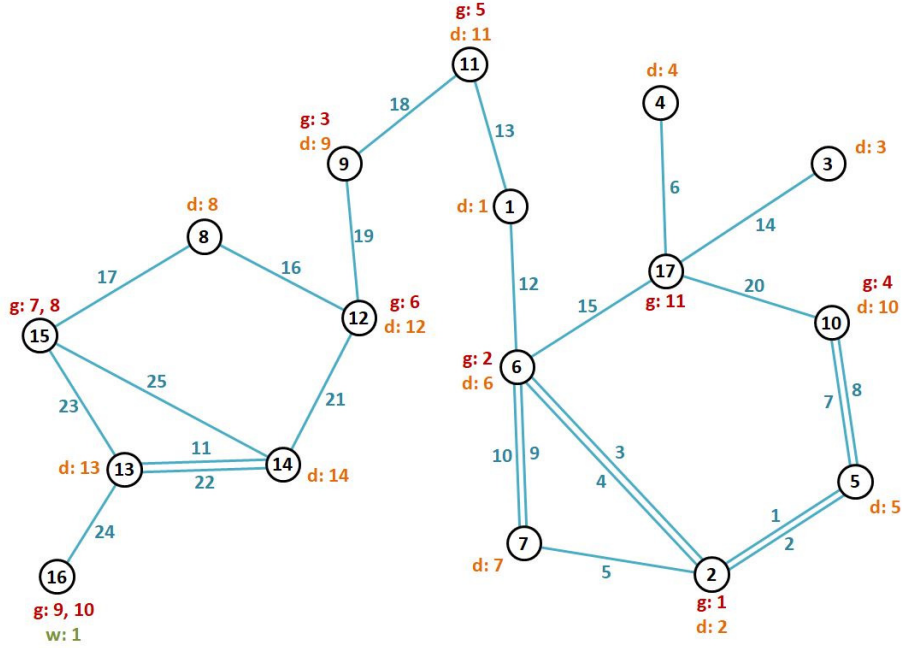 g: 5
d: 11
11
d: 4
4
18
g: 3
d: 9
13
9
3
d: 3
6
d: 1
1
d: 8
8
14
19
17
16
17
20
g: 4
d: 10
12
15
g: 11
g: 7, 8
15
12
g: 6
d: 12
10
g: 2
d: 6
6
25
23
21
7
8
11
3
10
9
4
d: 13
13
14
d: 14
22
5
d: 5
1
24
2
7
d: 7
5
2
16
g: 1
d: 2
g: 9, 10
w: 1